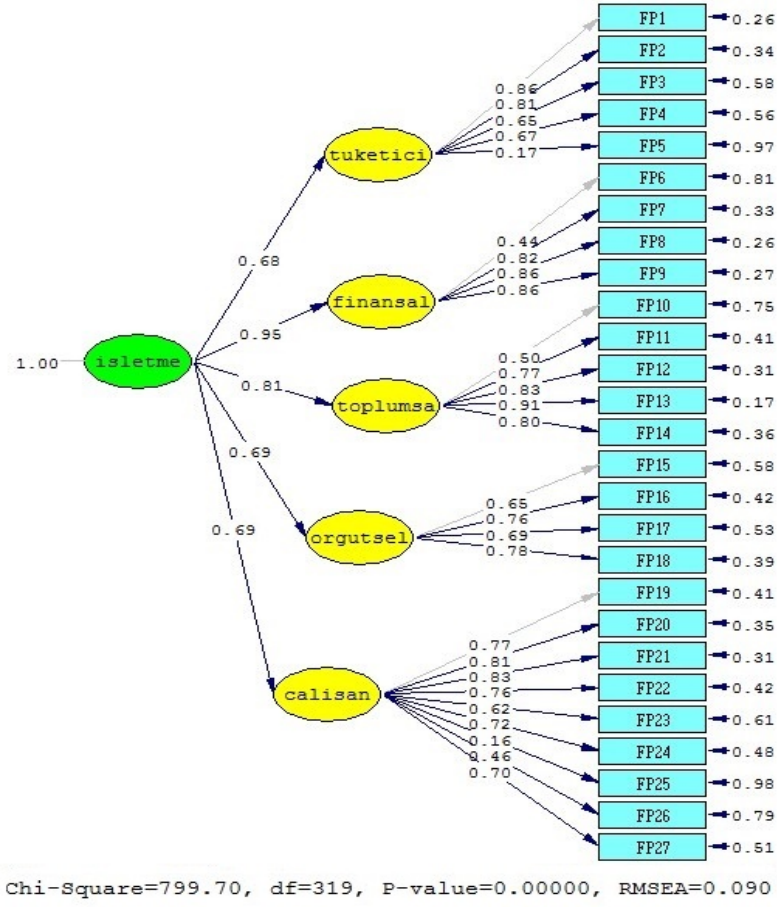 FP1 0.26
FP2 0.34
0.86
FP3 0.58
0.81
0.65
FP4 0.56
0.67
tuketici 0.17 FP5 0.97
FP6 0.81
FP7 0.33
0.44
FP8 0.26
0.68 0.82
0.86
FP9 0.27
0.86
finansal
FP10 0.75
0.95 FP11 0.41
0.50
1.00 isletme
0.77 FP12 0.31
0.81 0.83
toplumsa 0.91 FP13 0.17
0.80
FP14 0.36
0.69
FP15 0.58
FP16 0.42
0.65
0.76
0.69 FP17 0.53
orgutsel 0.69
0.78
FP18 0.39
FP19 0.41
FP20 0.35
0.77
FP21 0.31
0.81
0.83
calisan 0.76 FP22 0.42
0.62
FP23 0.61
0.72
0.16
FP24 0.48
0.46
0.70
FP25 0.98
FP26 0.79
FP27 0.51
Chi-Square=799.70, df=319, P-value=0.00000, RMSEA=0.090